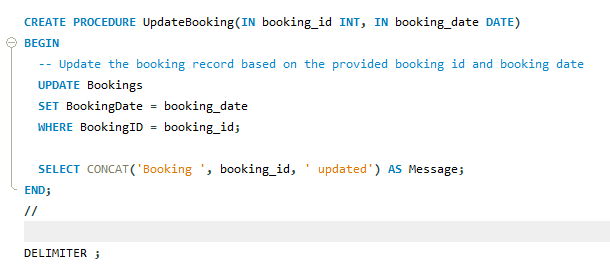 CREATE PROCEDURE UpdateBooking(IN booking_id INT, IN booking_date DATE)
BEGIN
-- Update the booking record based on the provided booking id and booking date
UPDATE Bookings
SET BookingDate = booking_date
WHERE BookingID = booking_id;
SELECT CONCAT('Booking ', booking_id, ' updated') AS Message;
END;
//
DELIMITER ;